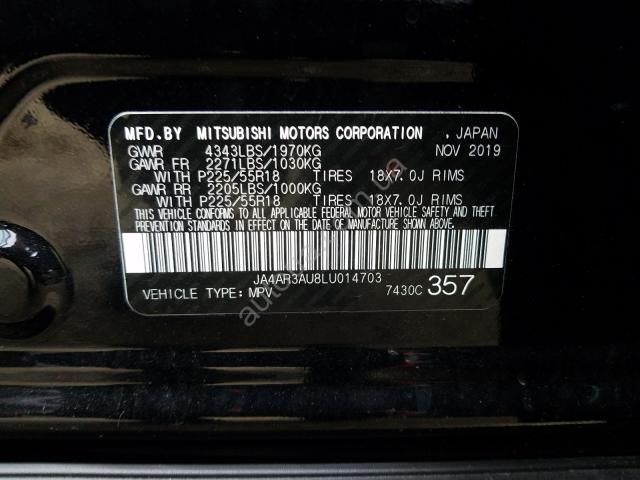 MFD.BY MITSUBISHI MOTORS CORPORATION , JAPAN
GVWR 4343LBS/1970KG NOV 2019
GAWR FR 2271LBS/1030KG
WITH P225/55R18 TIRES 18X7.0J RIMS
GAWR RR 2205LBS/1000KG
WITH P225/55R18 TIRES 18X7.0J RIMS
THIS VEHICLE CONFORMS TO ALL APPLICABLE FEDERAL MOTOR VEHICLE SAFETY AND THEFT
PREVENTION STANDARDS IN EFFECT ON THE DATE OF MANUFACTURE SHOWN ABOVE.
JA4AR3AU8LU014703
VEHICLE TYPE: MPV 7430C 357